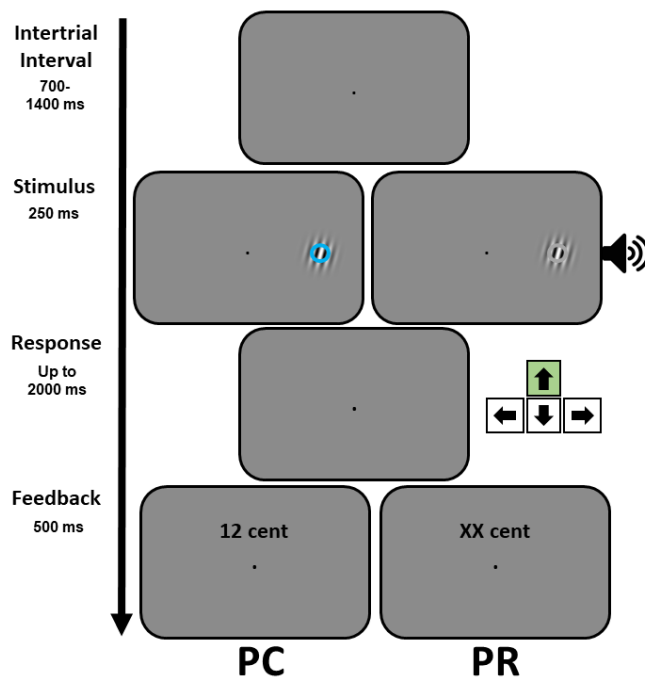 Intertrial
Interval
700-
1400 ms
Stimulus
250 ms
Response
Up to
2000 ms
Feedback
500 ms
12 cent
XX cent
PC
PR